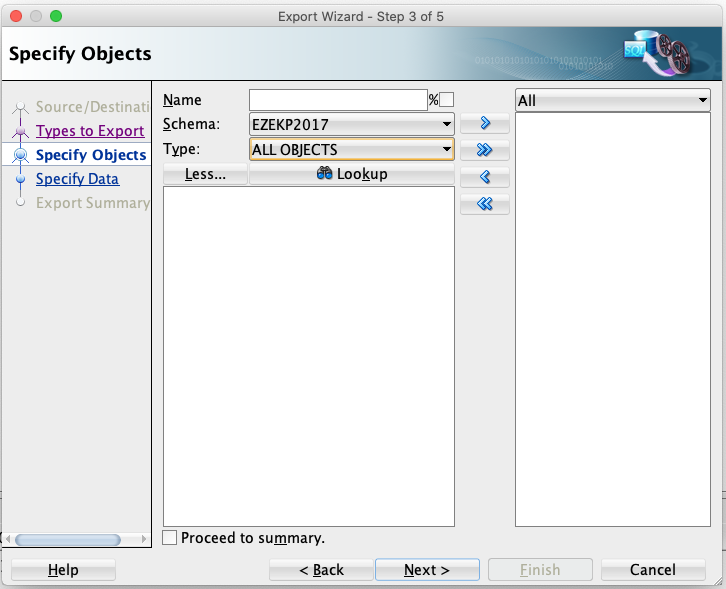 Export Wizard - Step 3 of 5
Specify Objects
SQL
Source/Destinati
Types to Export
Specify Objects
Specify Data
Export Summary
Name %
All
Schema: EZEKP2017
Type: ALL OBJECTS
Less... Lookup
Proceed to summary.
Help < Back Next > Finish Cancel